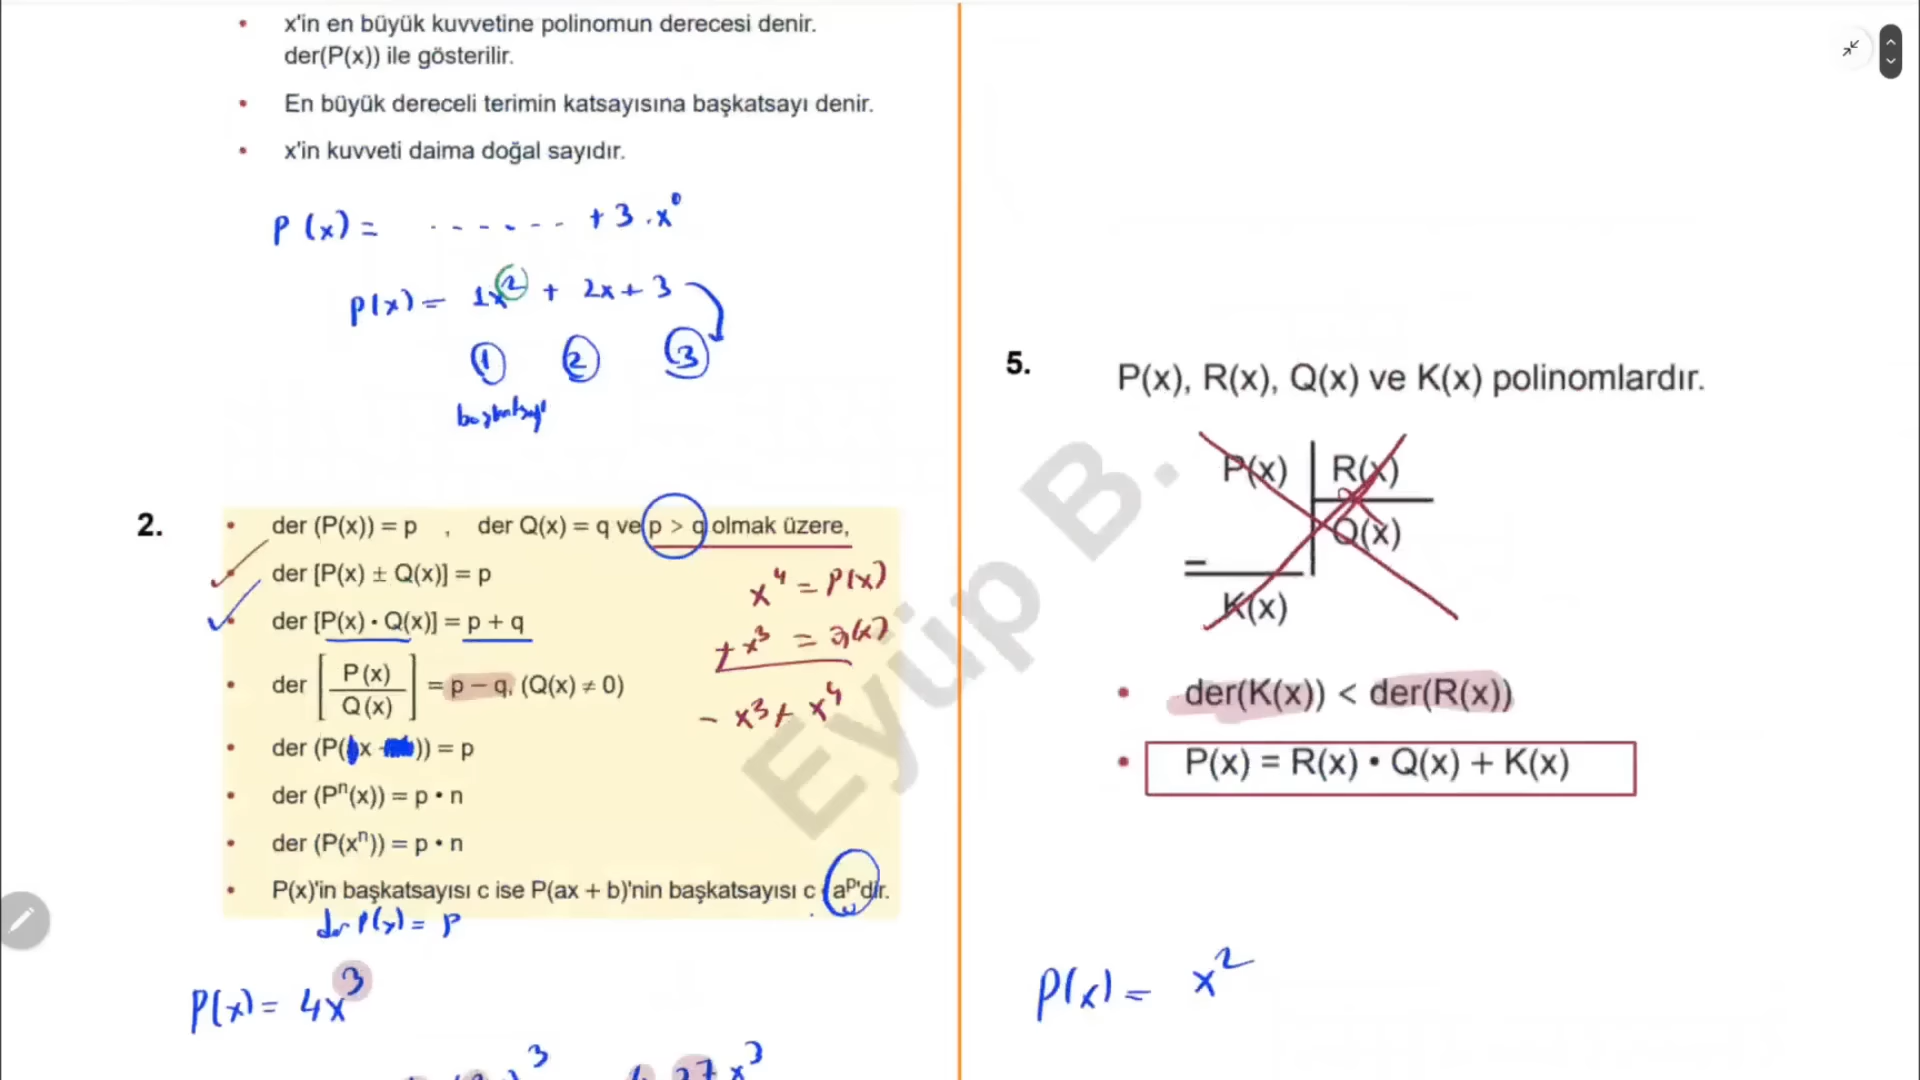 • x'in en büyük kuvvetine polinomun derecesi denir.
der(P(x)) ile gösterilir.
• En büyük dereceli terimin katsayısına başkatsayı denir.
• x'in kuvveti daima doğal sayıdır.
P(x) = ....... + 3 . x⁰
P(x) = 1x² + 2x + 3
1 2 3
başkatsayı
2.
• der (P(x)) = p , der Q(x) = q ve p > q olmak üzere,
• der [P(x) ± Q(x)] = p
• der [P(x) • Q(x)] = p + q
• der [P(x) / Q(x)] = p − q, (Q(x) ≠ 0)
• der (P( x )) = p
• der (Pⁿ(x)) = p • n
• der (P(xⁿ)) = p • n
• P(x)'in başkatsayısı c ise P(ax + b)'nin başkatsayısı c aᵖ'dir.
x⁴ = P(x)
+ x³ = Q(x)
− x³ + x⁴
der P(x) = p
P(x) = 4x³
27x³
5.
P(x), R(x), Q(x) ve K(x) polinomlardır.
P(x) R(x)
Q(x)
−
K(x)
• der(K(x)) < der(R(x))
• P(x) = R(x) • Q(x) + K(x)
P(x) = x²
Eyüp B.